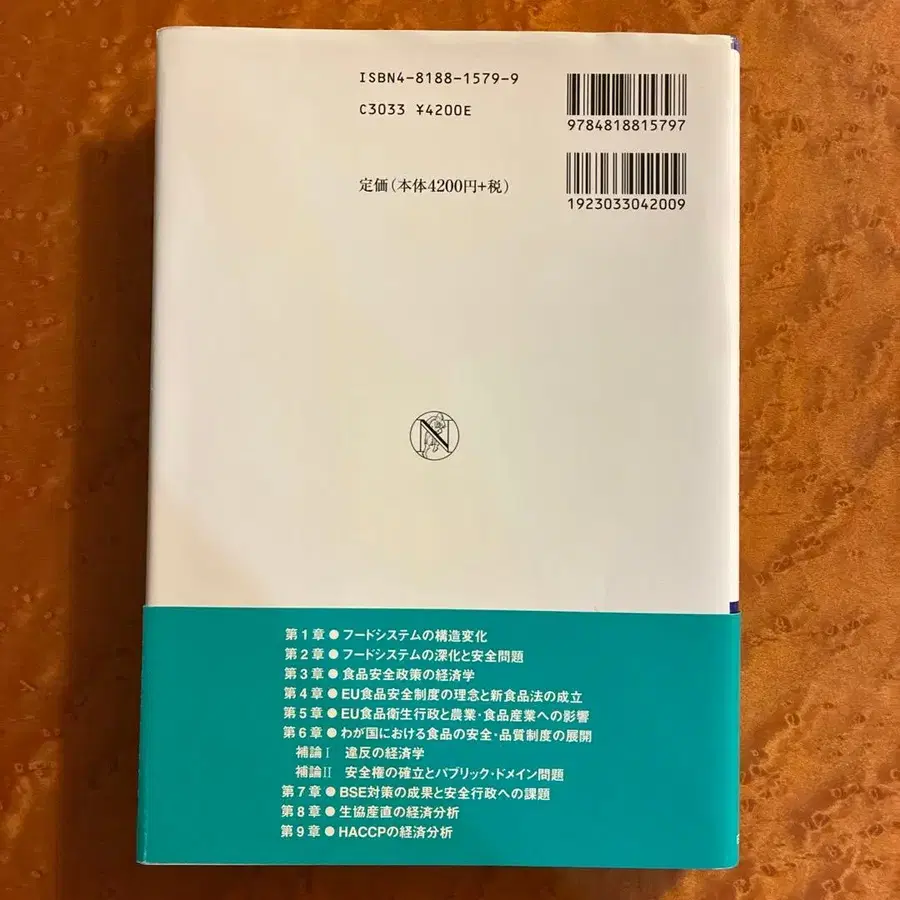 ISBN4-8188-1579-9
C3033 ¥4200E
9784818815797
定価(本体4200円+税)
1923033042009
N
第1章●フードシステムの構造変化
第2章●フードシステムの深化と安全問題
第3章●食品安全政策の経済学
第4章●EU食品安全制度の理念と新食品法の成立
第5章●EU食品衛生行政と農業・食品産業への影響
第6章●わが国における食品の安全・品質制度の展開
補論Ⅰ 違反の経済学
補論Ⅱ 安全権の確立とパブリック・ドメイン問題
第7章●BSE対策の成果と安全行政への課題
第8章●生協産直の経済分析
第9章●HACCPの経済分析